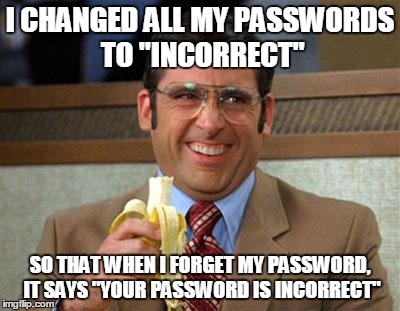 I CHANGED ALL MY PASSWORDS
TO "INCORRECT"
SO THAT WHEN I FORGET MY PASSWORD,
IT SAYS "YOUR PASSWORD IS INCORRECT"
imgflip.com